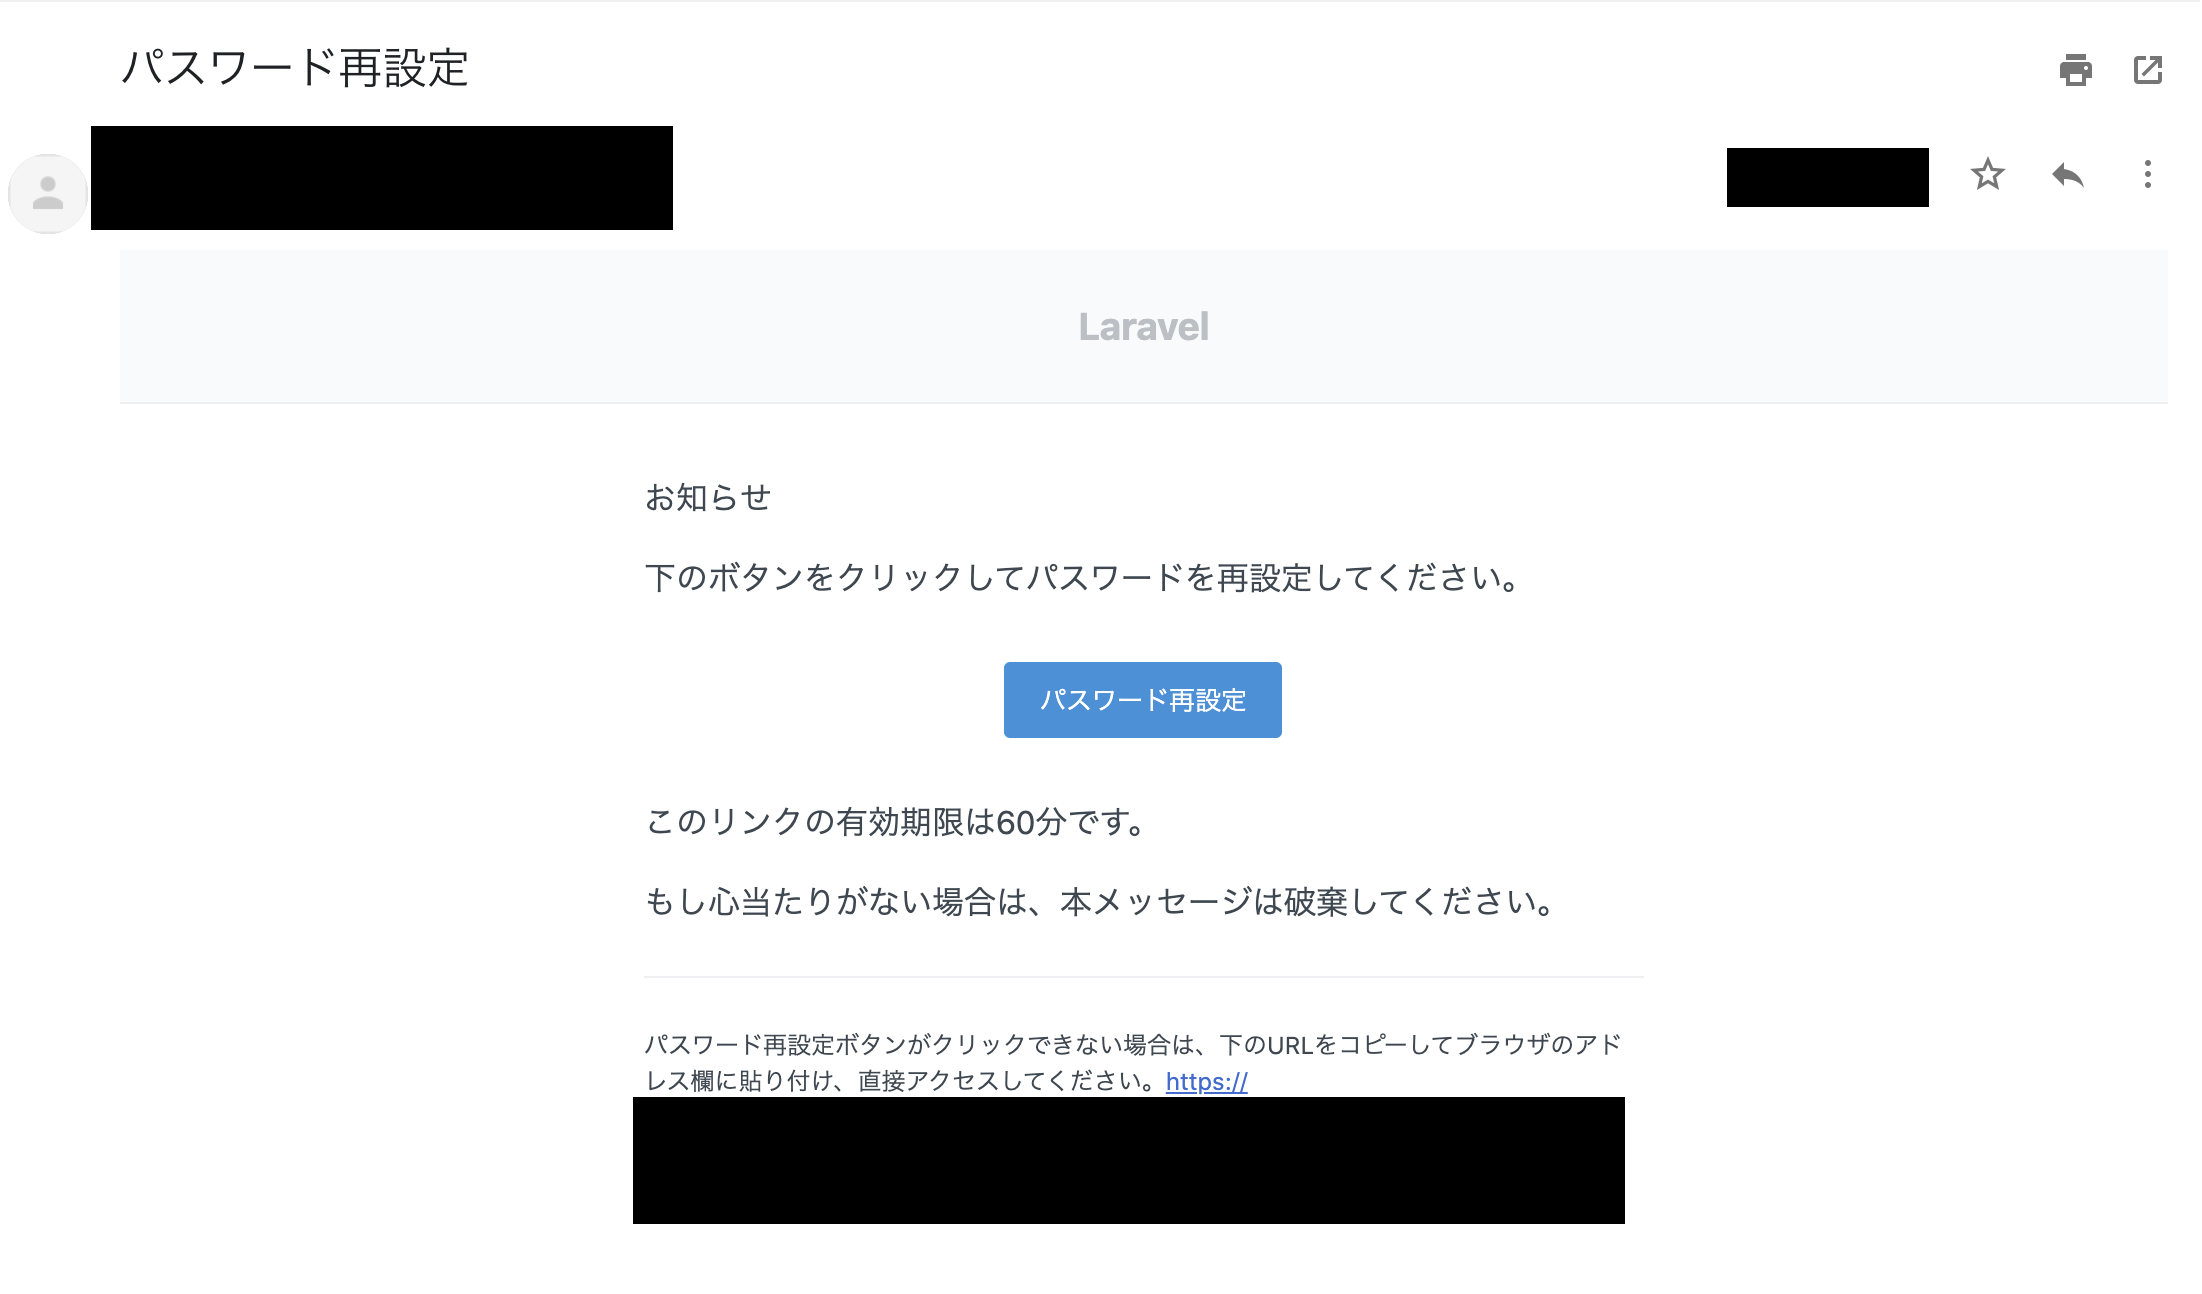 パスワード再設定
Laravel
お知らせ
下のボタンをクリックしてパスワードを再設定してください。
パスワード再設定
このリンクの有効期限は60分です。
もし心当たりがない場合は、本メッセージは破棄してください。
パスワード再設定ボタンがクリックできない場合は、下のURLをコピーしてブラウザのアド
レス欄に貼り付け、直接アクセスしてください。https://